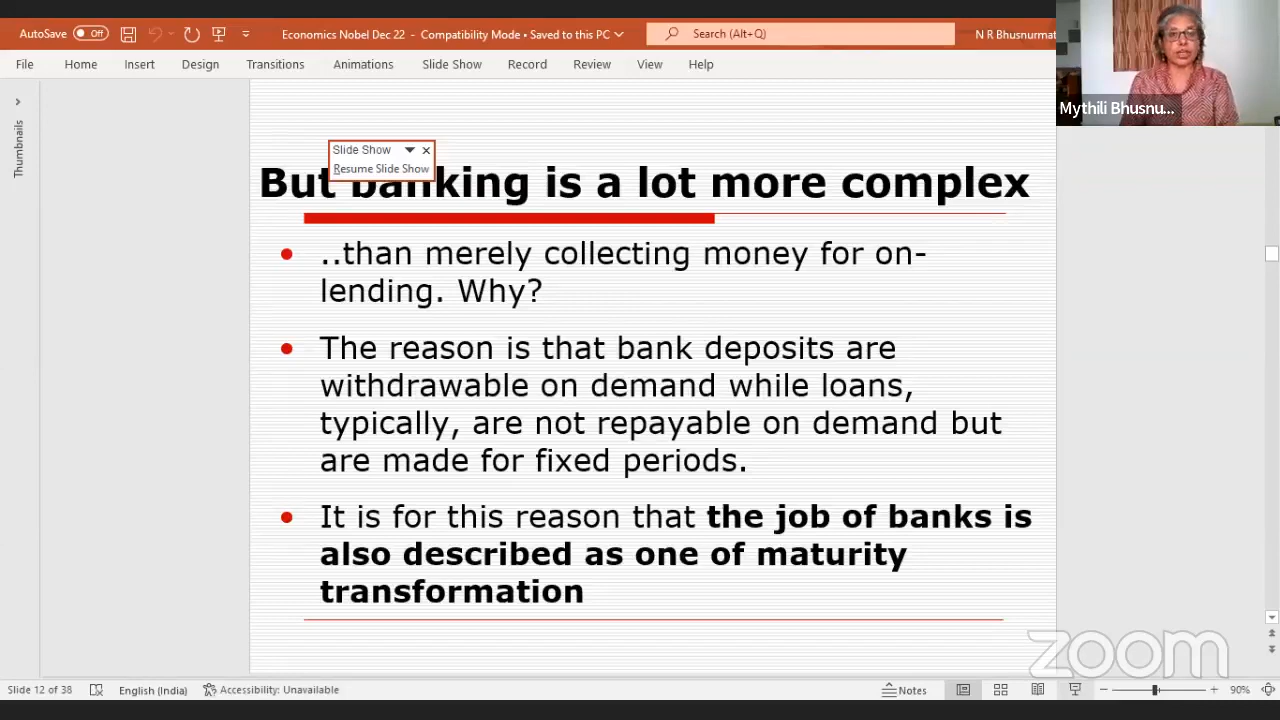 AutoSave Off Economics Nobel Dec 22 - Compatibility Mode • Saved to this PC Search (Alt+Q) N R Bhusnurmat
File Home Insert Design Transitions Animations Slide Show Record Review View Help
Mythili Bhusnu...
Thumbnails
Slide Show
Resume Slide Show
But banking is a lot more complex
..than merely collecting money for on-
lending. Why?
The reason is that bank deposits are
withdrawable on demand while loans,
typically, are not repayable on demand but
are made for fixed periods.
It is for this reason that the job of banks is
also described as one of maturity
transformation
zoom
Slide 12 of 38 English (India) Accessibility: Unavailable Notes 90%